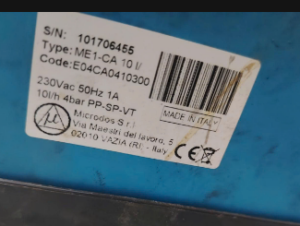 S/N: 101706455
Type: ME1-CA 10 l/
Code:E04CA0410300
230Vac 50Hz 1A
10l/h 4bar PP-SP-VT
MADE IN ITALY
Microdos S.r.l
Via Maestri del lavoro, 5
02010 VAZIA (RI) - Italy
CE